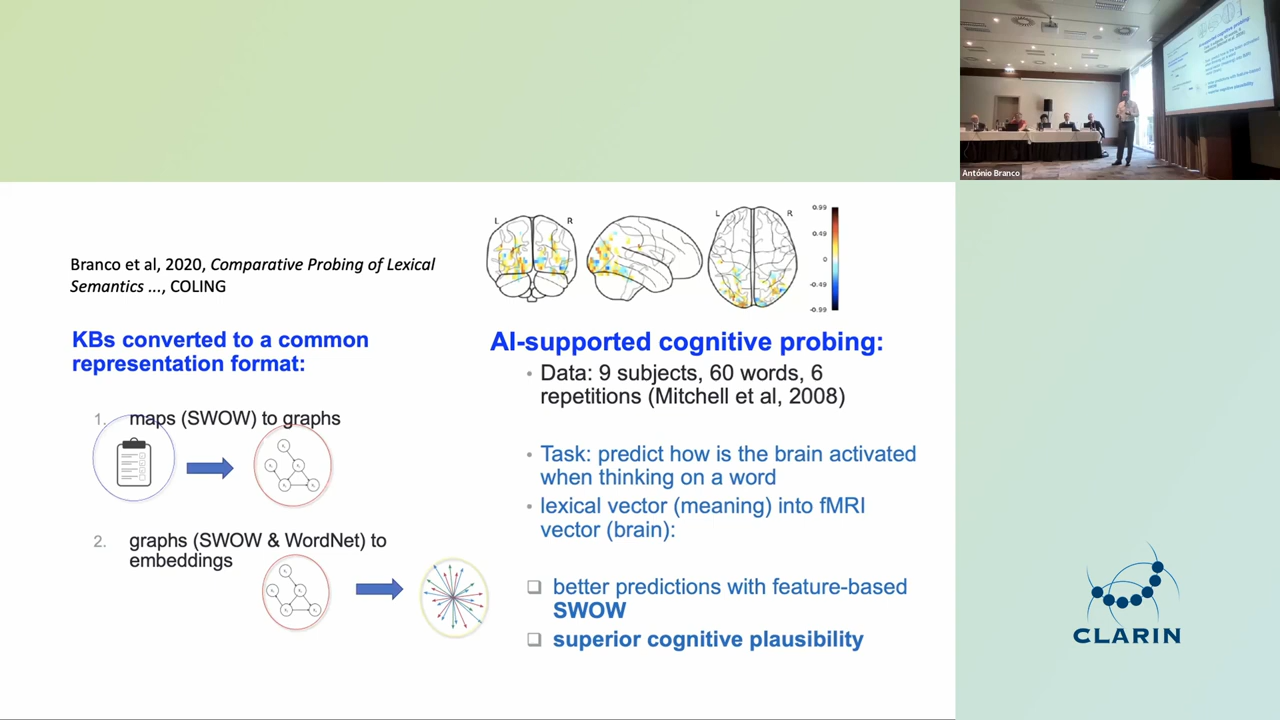 António Branco
L R L R
0.99
0.49
0
-0.49
-0.99
Branco et al, 2020, Comparative Probing of Lexical
Semantics ..., COLING
KBs converted to a common
representation format:
1. maps (SWOW) to graphs
2. graphs (SWOW & WordNet) to
embeddings
AI-supported cognitive probing:
• Data: 9 subjects, 60 words, 6
repetitions (Mitchell et al, 2008)
• Task: predict how is the brain activated
when thinking on a word
• lexical vector (meaning) into fMRI
vector (brain):
❑ better predictions with feature-based
SWOW
❑ superior cognitive plausibility
CLARIN